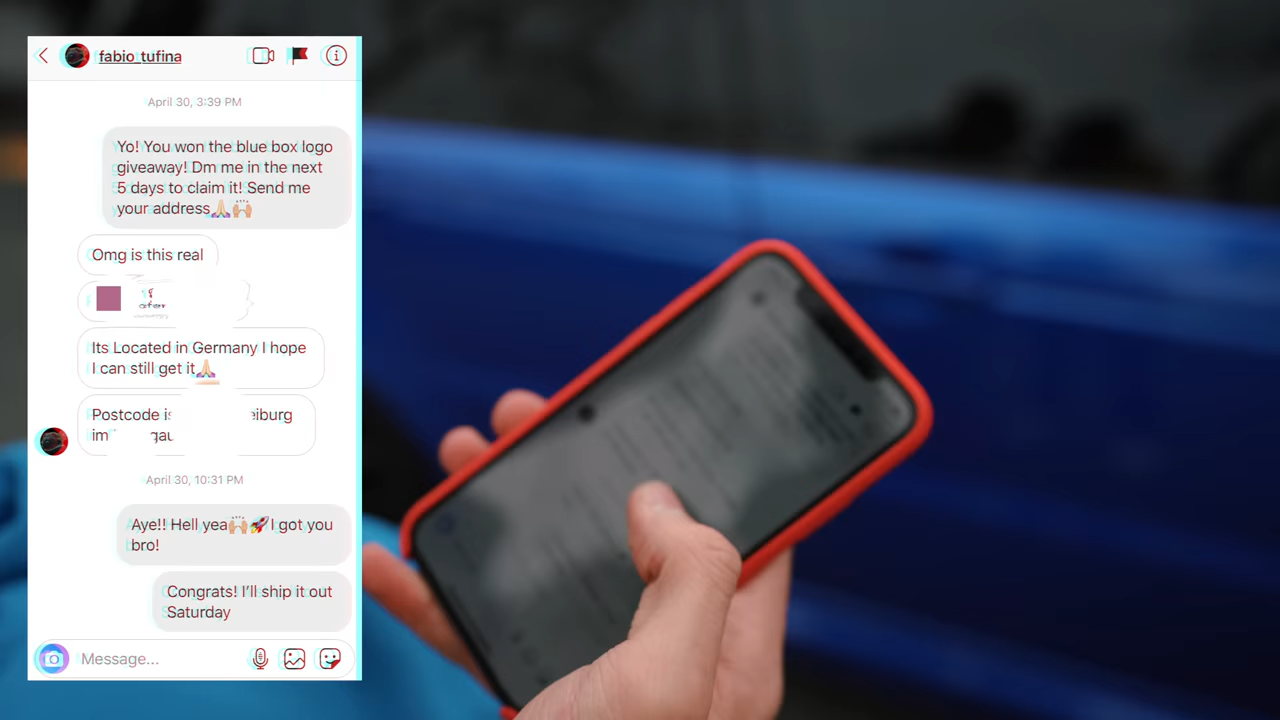 fabio_tufina
April 30, 3:39 PM
Yo! You won the blue box logo
giveaway! Dm me in the next
5 days to claim it! Send me
your address🙏🏼🙌🏼
Omg is this real
Its Located in Germany I hope
I can still get it🙏🏼
Postcode is eiburg
im gau
April 30, 10:31 PM
Aye!! Hell yea🙌🏼🚀I got you
bro!
Congrats! I'll ship it out
Saturday
Message...